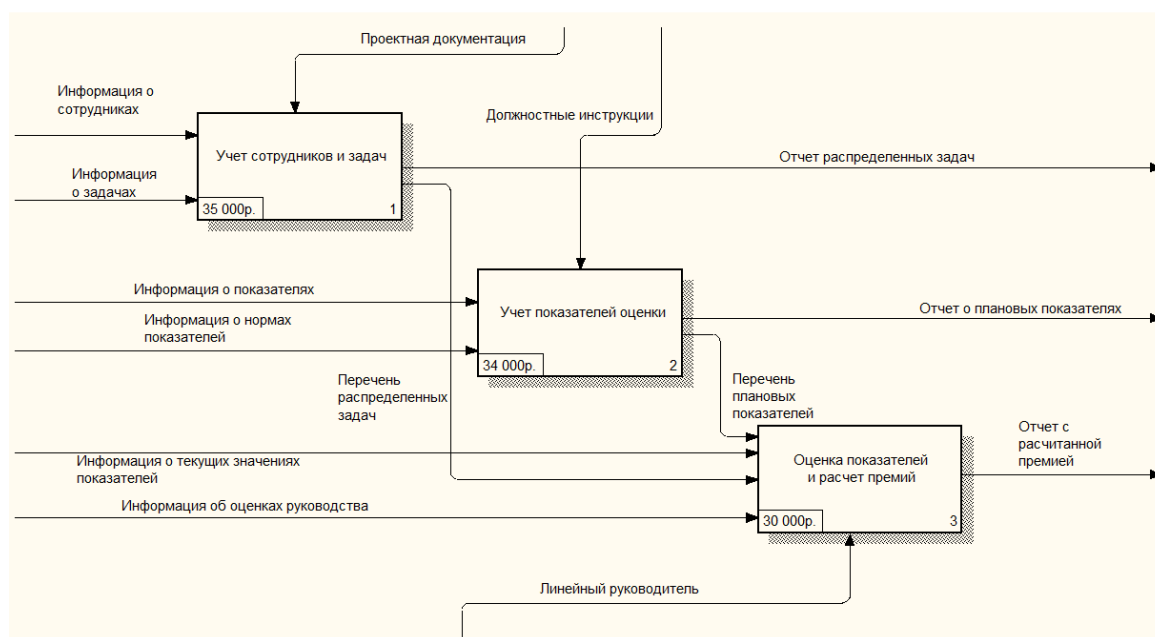 Проектная документация
Информация о
сотрудниках
Должностные инструкции
Учет сотрудников и задач
Отчет распределенных задач
Информация
о задачах
35 000р.
1
Информация о показателях
Учет показателей оценки
Отчет о плановых показателях
Информация о нормах
показателей
34 000р.
2
Перечень
распределенных
задач
Перечень
плановых
показателей
Отчет с
расчитанной
премией
Информация о текущих значениях
показателей
Оценка показателей
и расчет премий
Информация об оценках руководства
30 000р.
3
Линейный руководитель